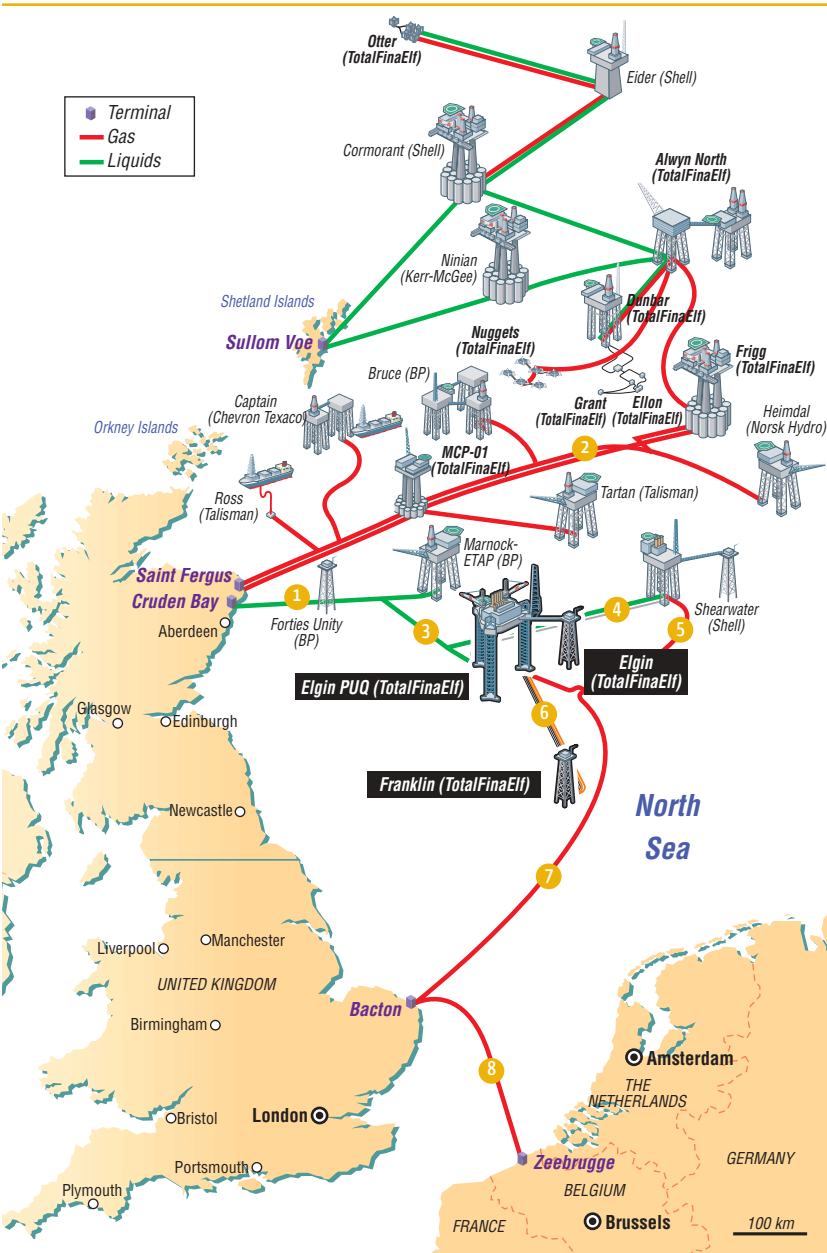 Otter
(TotalFinaElf)
Eider (Shell)
Terminal
Gas
Liquids
Cormorant (Shell)
Alwyn North
(TotalFinaElf)
Ninian
(Kerr-McGee)
Shetland Islands
Sullom Voe
Dunbar
(TotalFinaElf)
Nuggets
(TotalFinaElf)
Frigg
(TotalFinaElf)
Bruce (BP)
Captain
(Chevron Texaco)
Grant
(TotalFinaElf)
Ellon
(TotalFinaElf)
Heimdal
(Norsk Hydro)
Orkney Islands
MCP-01
(TotalFinaElf)
2
Ross
(Talisman)
Tartan (Talisman)
Marnock-
ETAP (BP)
Saint Fergus
Cruden Bay
1
Aberdeen
Forties Unity
(BP)
3
4
5
Shearwater
(Shell)
Elgin
(TotalFinaElf)
Elgin PUQ (TotalFinaElf)
6
Glasgow
Edinburgh
Franklin (TotalFinaElf)
Newcastle
North
Sea
7
Liverpool
Manchester
UNITED KINGDOM
Bacton
Birmingham
8
Amsterdam
THE
NETHERLANDS
London
Bristol
Portsmouth
Zeebrugge
GERMANY
Plymouth
BELGIUM
FRANCE
Brussels
100 km